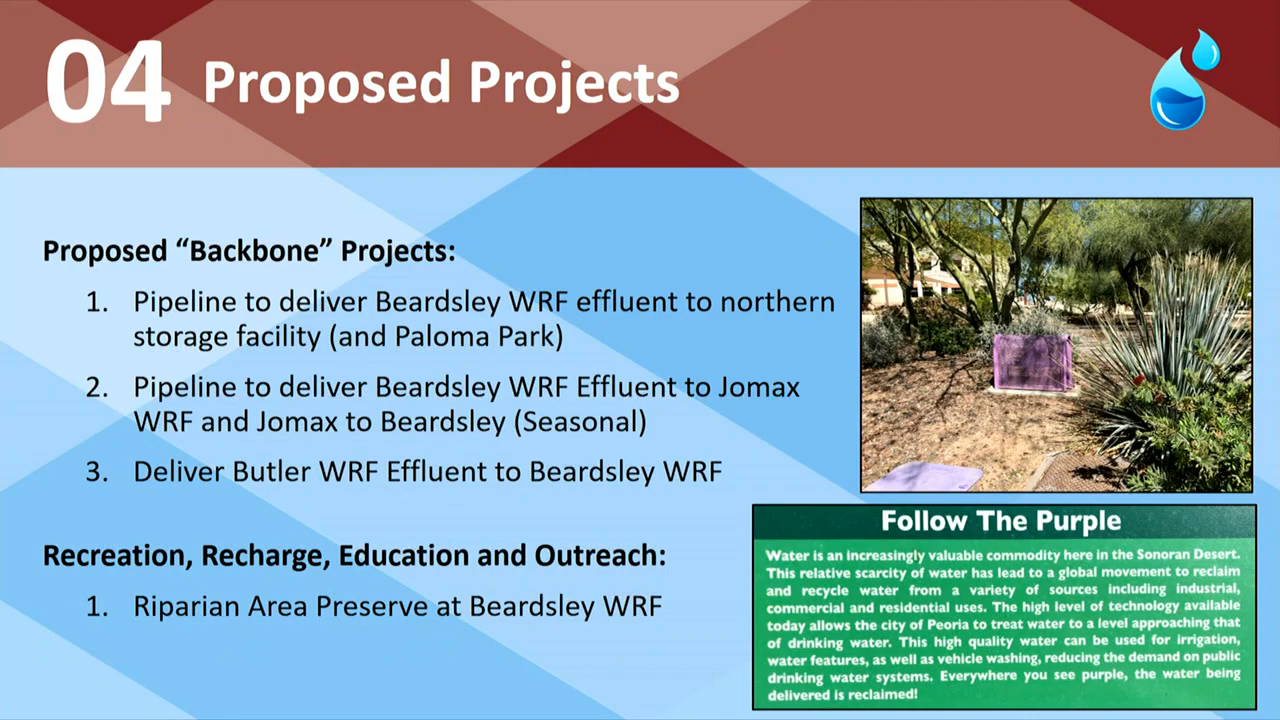 04 Proposed Projects
Proposed “Backbone” Projects:
1. Pipeline to deliver Beardsley WRF effluent to northern
storage facility (and Paloma Park)
2. Pipeline to deliver Beardsley WRF Effluent to Jomax
WRF and Jomax to Beardsley (Seasonal)
3. Deliver Butler WRF Effluent to Beardsley WRF
Recreation, Recharge, Education and Outreach:
1. Riparian Area Preserve at Beardsley WRF
Follow The Purple
Water is an increasingly valuable commodity here in the Sonoran Desert.
This relative scarcity of water has lead to a global movement to reclaim
and recycle water from a variety of sources including industrial,
commercial and residential uses. The high level of technology available
today allows the city of Peoria to treat water to a level approaching that
of drinking water. This high quality water can be used for irrigation,
water features, as well as vehicle washing, reducing the demand on public
drinking water systems. Everywhere you see purple, the water being
delivered is reclaimed!